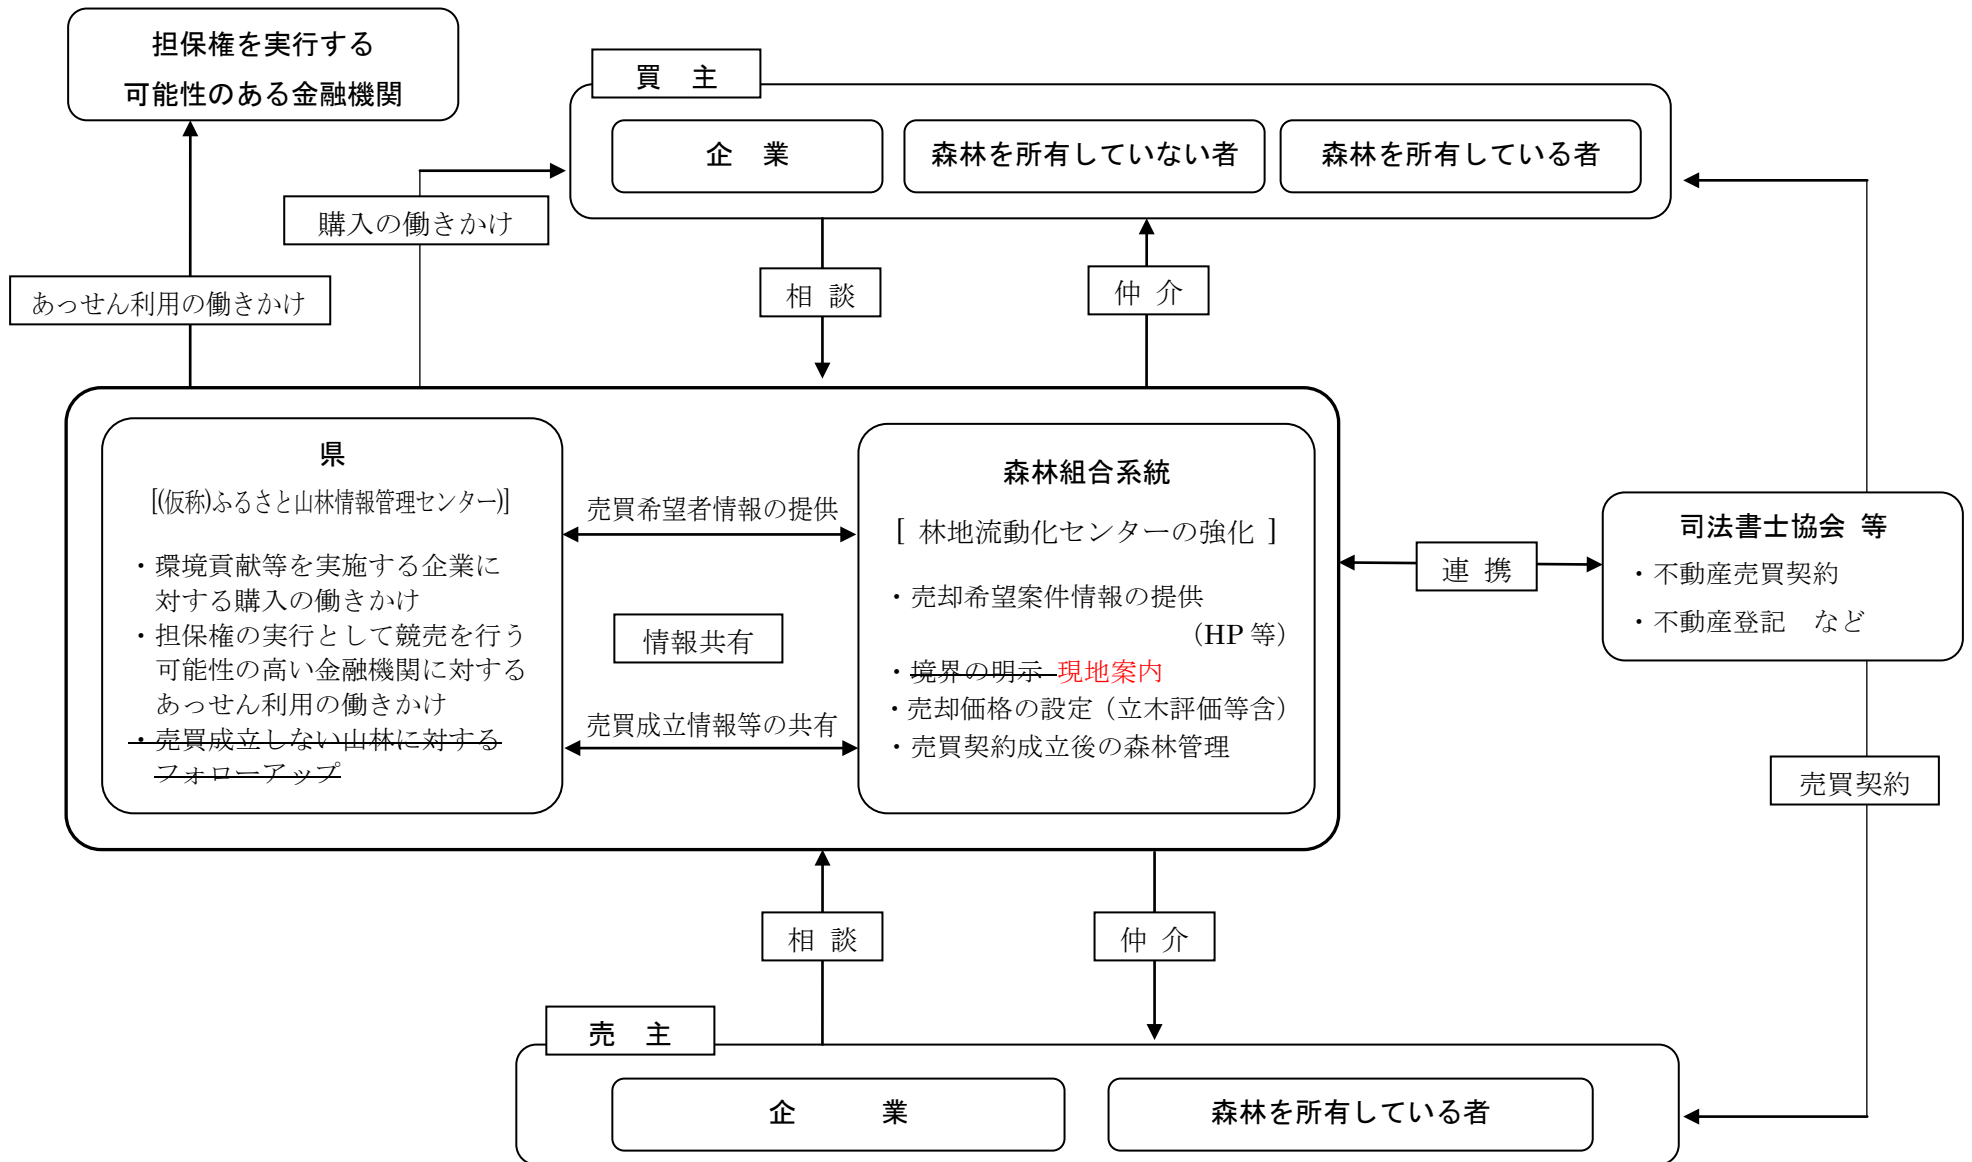 担保権を実行する
可能性のある金融機関
買　主
企　業
森林を所有していない者
森林を所有している者
購入の働きかけ
あっせん利用の働きかけ
相 談
仲 介
県
[(仮称)ふるさと山林情報管理センター)]
・環境貢献等を実施する企業に
対する購入の働きかけ
・担保権の実行として競売を行う
可能性の高い金融機関に対する
あっせん利用の働きかけ
・売買成立しない山林に対する
フォローアップ
売買希望者情報の提供
情報共有
売買成立情報等の共有
森林組合系統
[ 林地流動化センターの強化 ]
・売却希望案件情報の提供
（HP 等）
・境界の明示 現地案内
・売却価格の設定（立木評価等含）
・売買契約成立後の森林管理
連 携
司法書士協会 等
・不動産売買契約
・不動産登記　など
売買契約
相 談
仲 介
売　主
企　　業
森林を所有している者